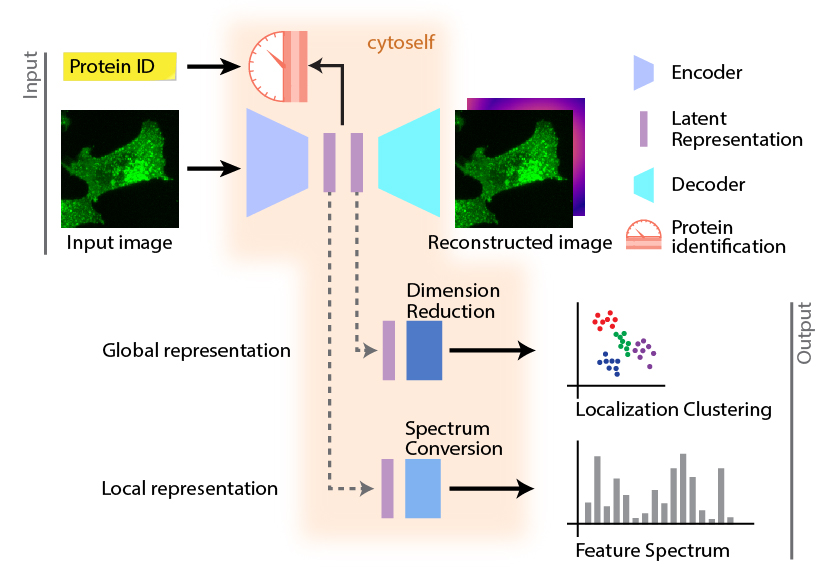 cytoself
Input
Protein ID
Input image
Reconstructed image
Encoder
Latent
Representation
Decoder
Protein
identification
Dimension
Reduction
Global representation
Localization Clustering
Output
Spectrum
Conversion
Local representation
Feature Spectrum